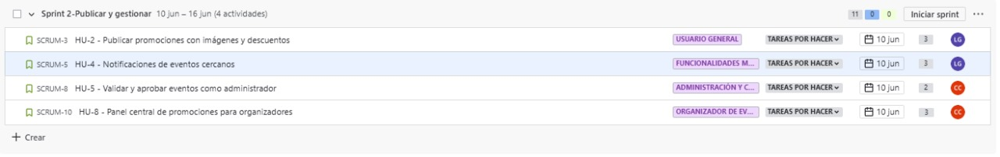 Sprint 2-Publicar y gestionar 10 jun – 16 jun (4 actividades) 11 0 0 Iniciar sprint
SCRUM-3 HU-2 - Publicar promociones con imágenes y descuentos USUARIO GENERAL TAREAS POR HACER 10 jun 3 LG
SCRUM-5 HU-4 - Notificaciones de eventos cercanos FUNCIONALIDADES M... TAREAS POR HACER 10 jun 3 LG
SCRUM-8 HU-5 - Validar y aprobar eventos como administrador ADMINISTRACIÓN Y C... TAREAS POR HACER 10 jun 2 CC
SCRUM-10 HU-8 - Panel central de promociones para organizadores ORGANIZADOR DE EV... TAREAS POR HACER 10 jun 3 CC
Crear